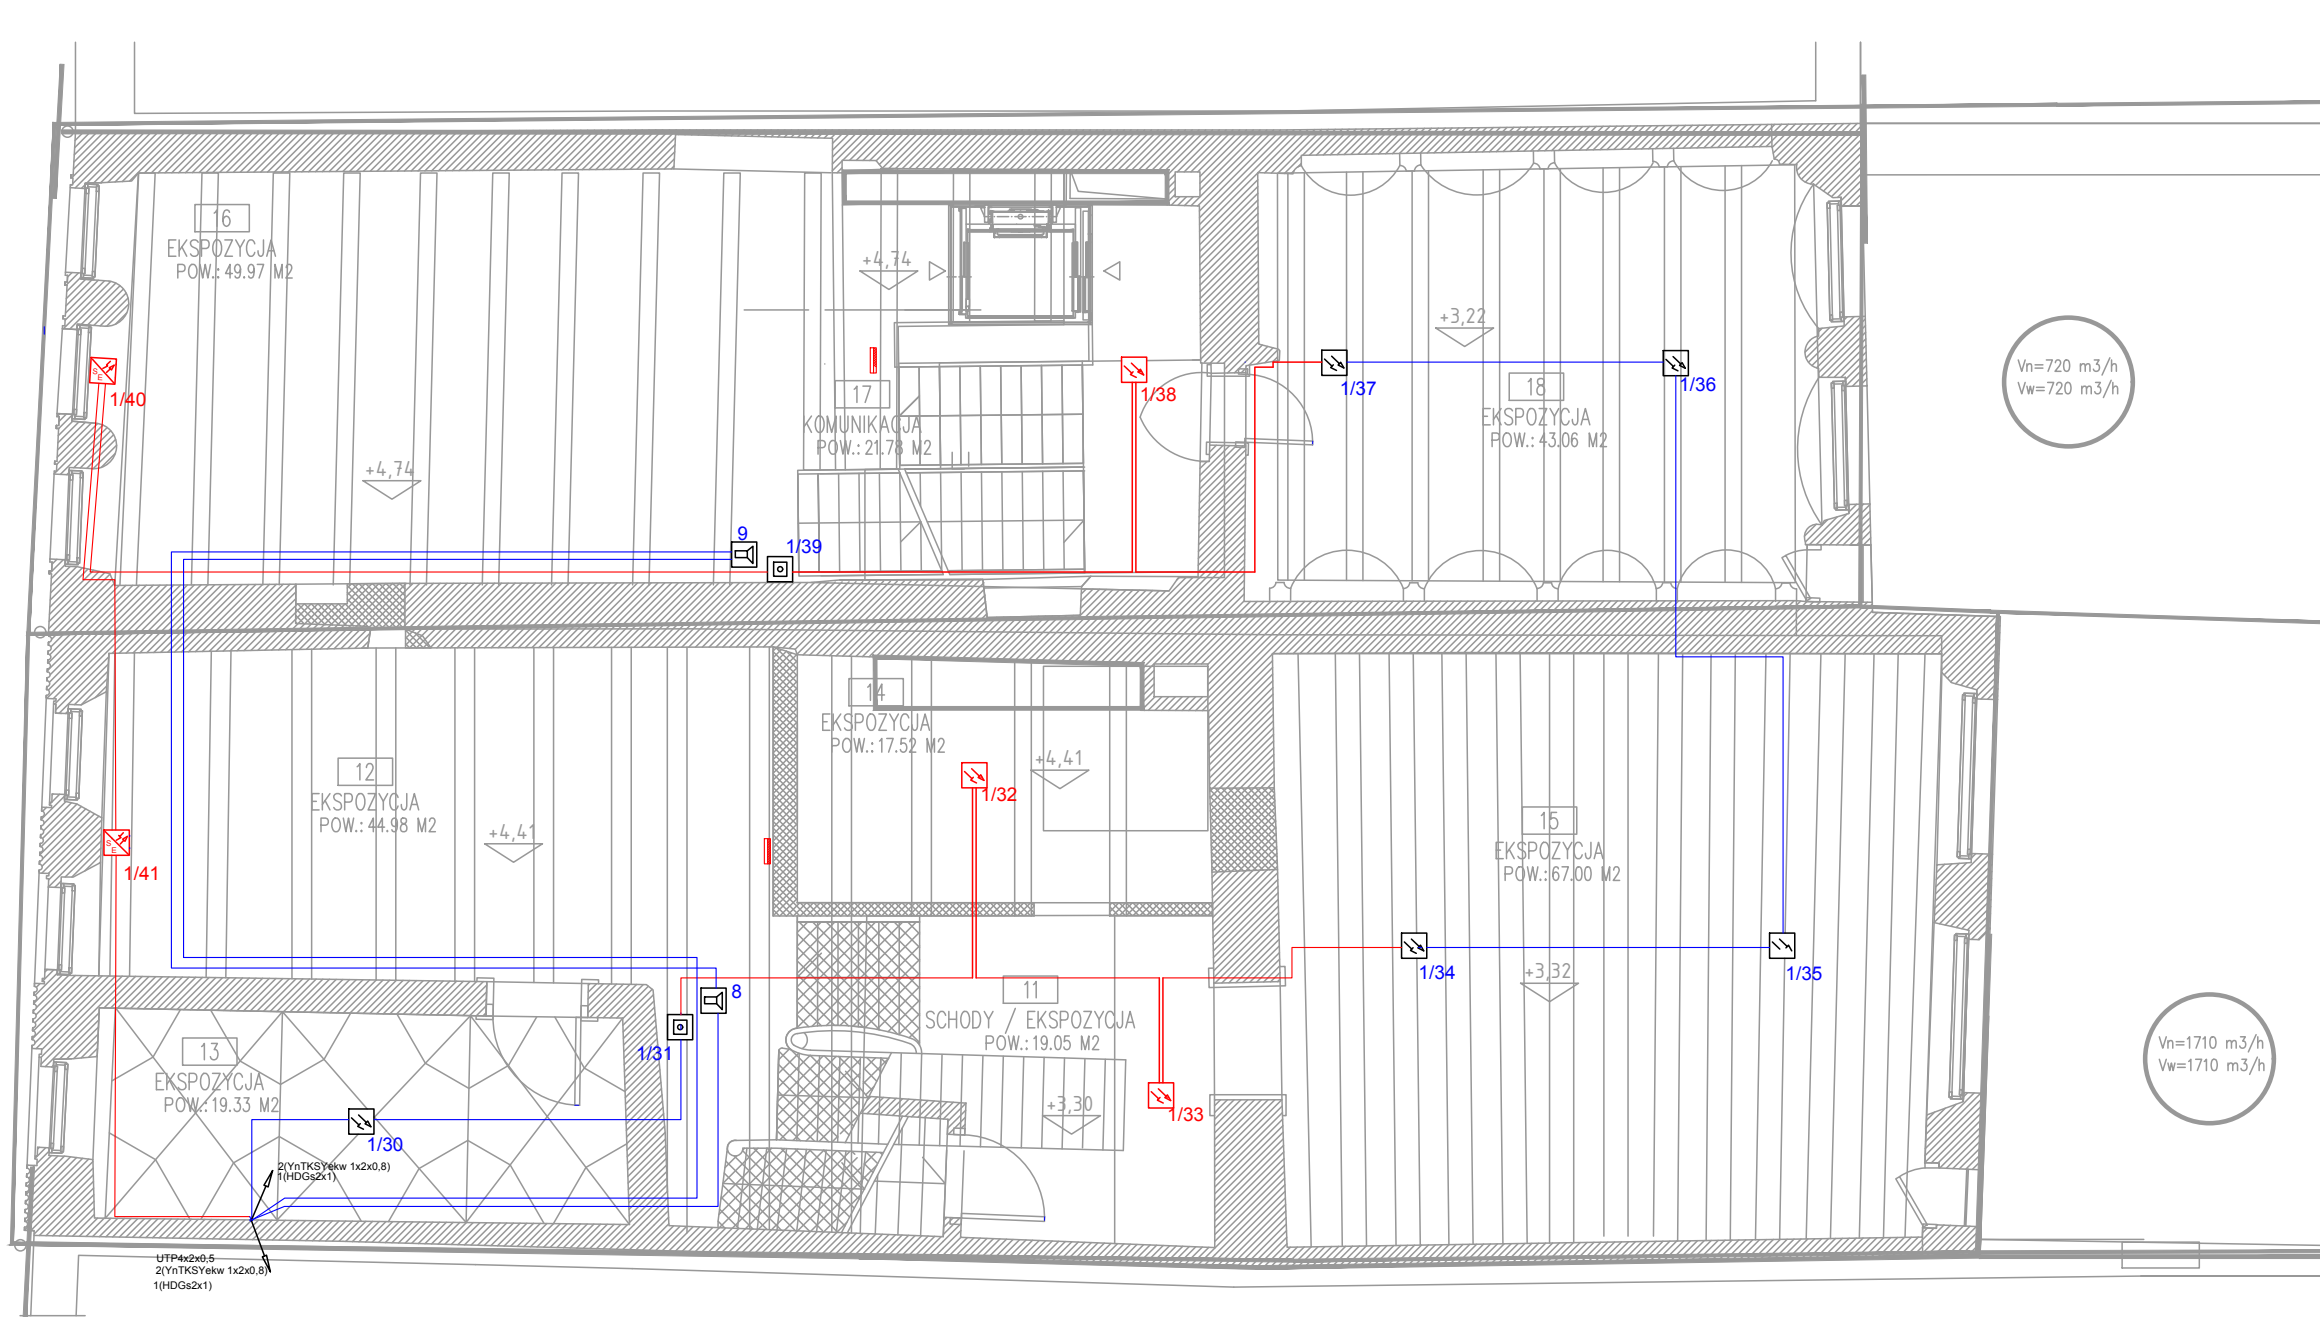 16
EKSPOZYCJA
POW.: 49.97 M2
+4,74
+4,74
17
KOMUNIKACJA
POW.: 21.78 M2
+3,22
18
EKSPOZYCJA
POW.: 43.06 M2
Vn=720 m3/h
Vw=720 m3/h
S
E
1/40
1/38
1/37
1/36
9
1/39
12
EKSPOZYCJA
POW.: 44.98 M2
+4,41
14
EKSPOZYCJA
POW.: 17.52 M2
+4,41
1/32
15
EKSPOZYCJA
POW.: 67.00 M2
+3,32
S
E
1/41
1/34
1/35
8
11
SCHODY / EKSPOZYCJA
POW.: 19.05 M2
+3,30
1/31
1/33
13
EKSPOZYCJA
POW.: 19.33 M2
1/30
Vn=1710 m3/h
Vw=1710 m3/h
2(YnTKSYekw 1x2x0,8)
1(HDGs2x1)
UTP4x2x0,5
2(YnTKSYekw 1x2x0,8)
1(HDGs2x1)